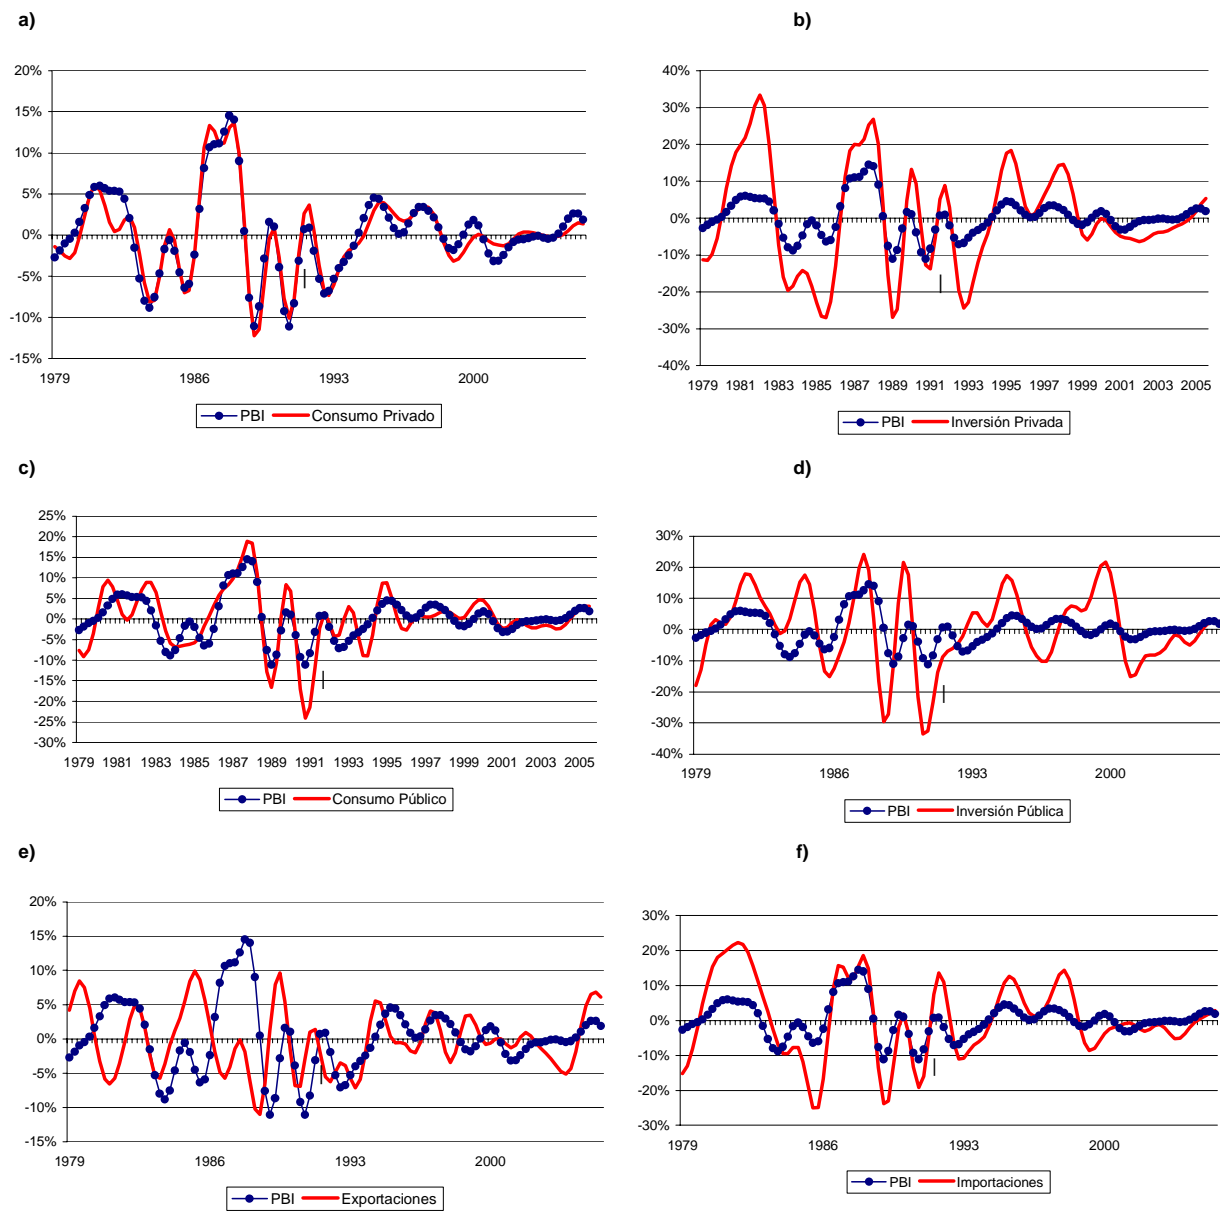 a)
20%
15%
10%
5%
0%
-5%
-10%
-15%
1979 1986 1993 2000
PBI Consumo Privado
b)
40%
30%
20%
10%
0%
-10%
-20%
-30%
-40%
1979 1981 1983 1985 1987 1989 1991 1993 1995 1997 1999 2001 2003 2005
PBI Inversión Privada
c)
25%
20%
15%
10%
5%
0%
-5%
-10%
-15%
-20%
-25%
-30%
1979 1981 1983 1985 1987 1989 1991 1993 1995 1997 1999 2001 2003 2005
PBI Consumo Público
d)
30%
20%
10%
0%
-10%
-20%
-30%
-40%
1979 1986 1993 2000
PBI Inversión Pública
e)
20%
15%
10%
5%
0%
-5%
-10%
-15%
1979 1986 1993 2000
PBI Exportaciones
f)
30%
20%
10%
0%
-10%
-20%
-30%
1979 1986 1993 2000
PBI Importaciones